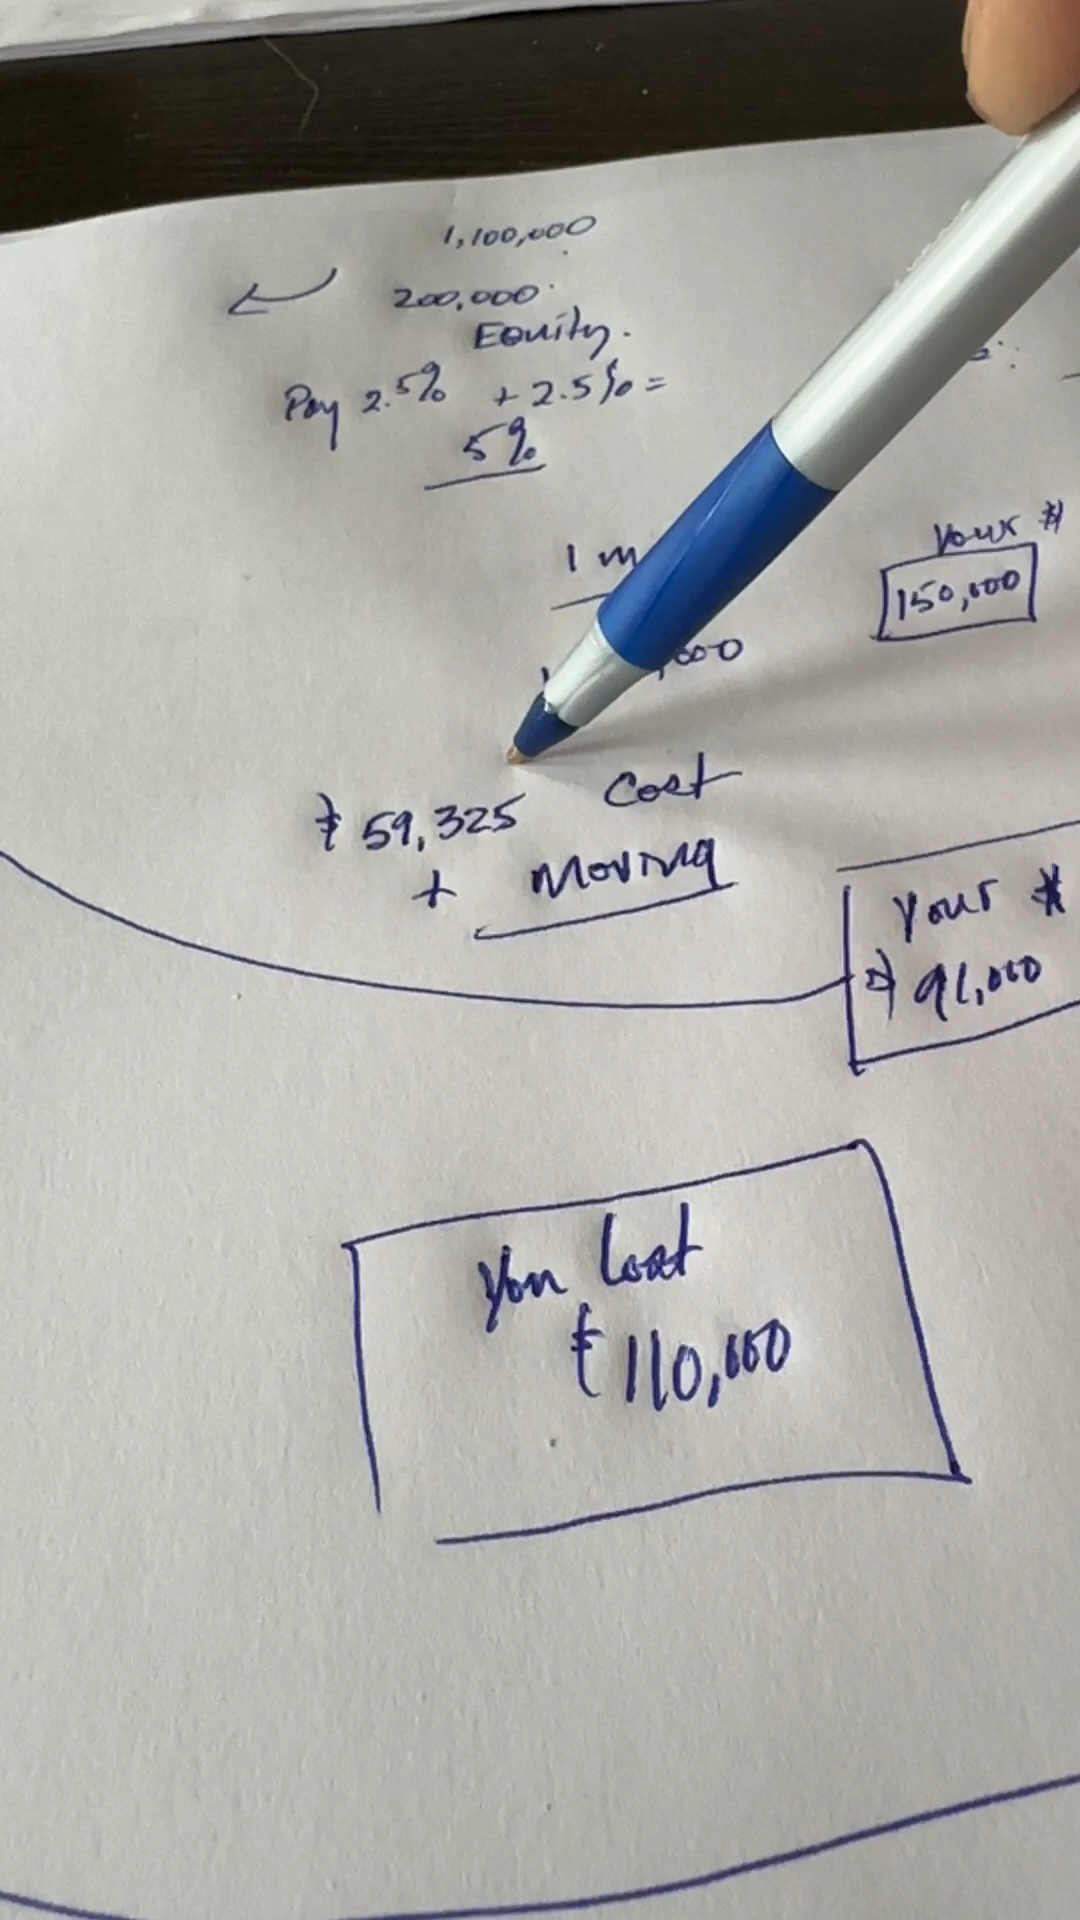 1,100,000
200,000
Equity.
Pay 2.5% + 2.5% =
5%
1 m
Your #
150,000
$ 59,325 Cost
+ Moving
Your #
91,000
You Lost
$ 110,000